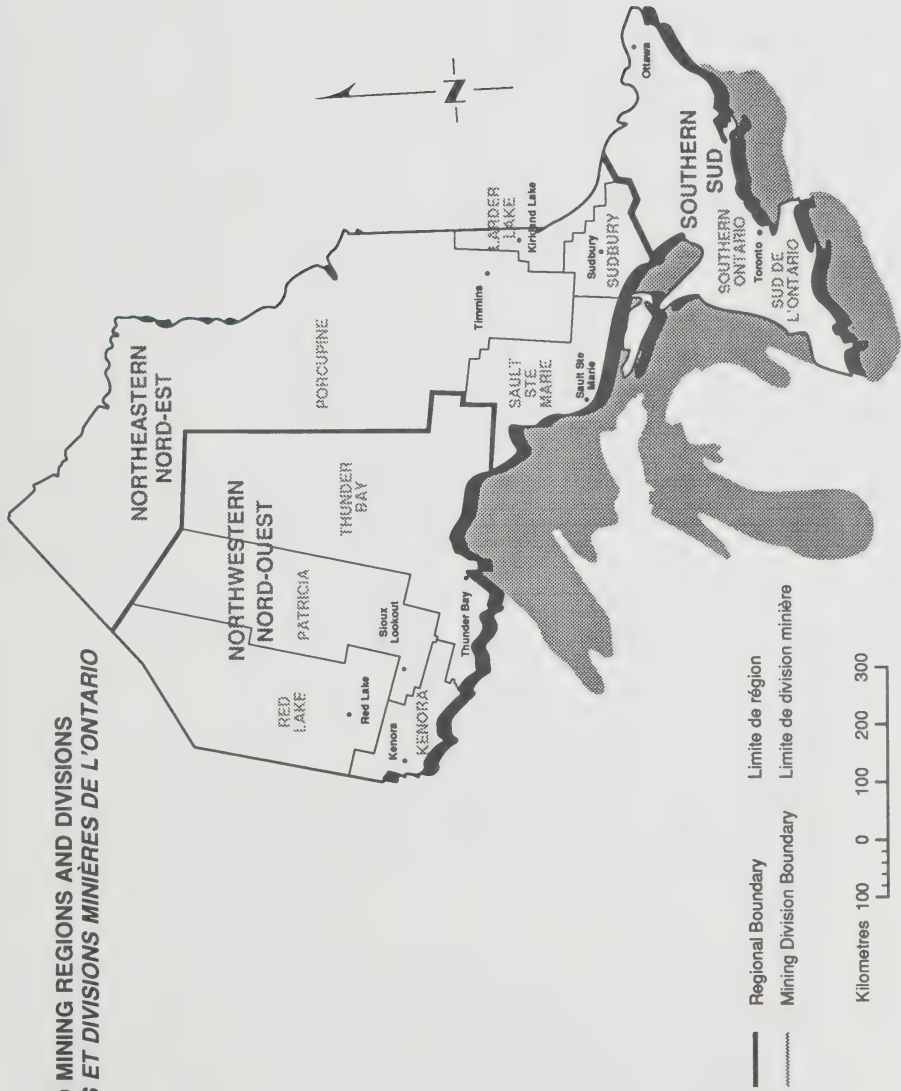 MINING REGIONS AND DIVISIONS
ET DIVISIONS MINIÈRES DE L'ONTARIO
N
NORTHEASTERN
NORD-EST
PORCUPINE
NORTHWESTERN
NORD-OUEST
THUNDER
BAY
PATRICIA
RED
LAKE
Red Lake
Sioux
Lookout
Kenora
KENORA
Thunder Bay
LARDER
LAKE
Kirkland Lake
Timmins
SAULT
STE
MARIE
Sault Ste
Marie
Sudbury
SUDBURY
Ottawa
SOUTHERN
SUD
SOUTHERN
ONTARIO
Toronto
SUD DE
L'ONTARIO
Regional Boundary Limite de région
Mining Division Boundary Limite de division minière
Kilometres 100 0 100 200 300